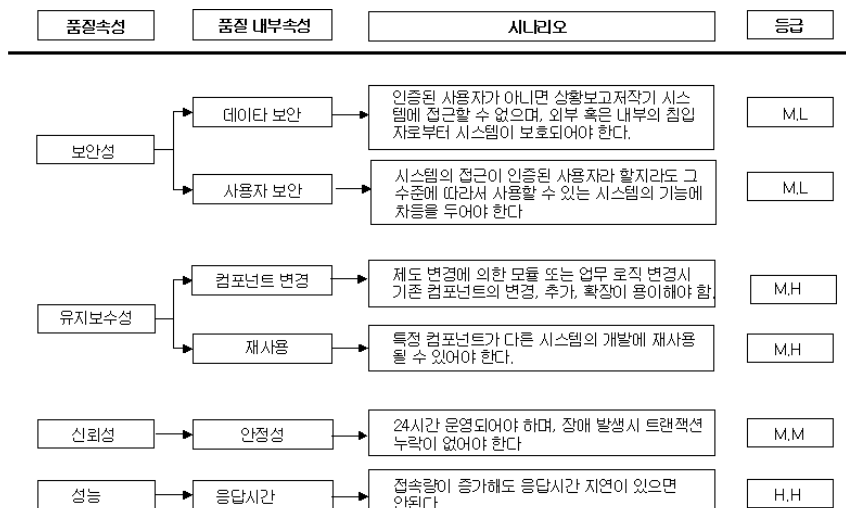 품질속성 품질 내부속성 시나리오 등급
보안성
데이타 보안
인증된 사용자가 아니면 상황보고저작기 시스
템에 접근할 수 없으며, 외부 혹은 내부의 침입
자로부터 시스템이 보호되어야 한다.
M,L
사용자 보안
시스템의 접근이 인증된 사용자라 할지라도 그
수준에 따라서 사용할 수 있는 시스템의 기능에
차등을 두어야 한다
M,L
유지보수성
컴포넌트 변경
제도 변경에 의한 모듈 또는 업무 로직 변경시
기존 컴포넌트의 변경, 추가, 확장이 용이해야 함.
M,H
재사용
특정 컴포넌트가 다른 시스템의 개발에 재사용
될 수 있어야 한다.
M,H
신뢰성
안정성
24시간 운영되어야 하며, 장애 발생시 트랜잭션
누락이 없어야 한다
M,M
성능
응답시간
접속량이 증가해도 응답시간 지연이 있으면
안된다
H,H